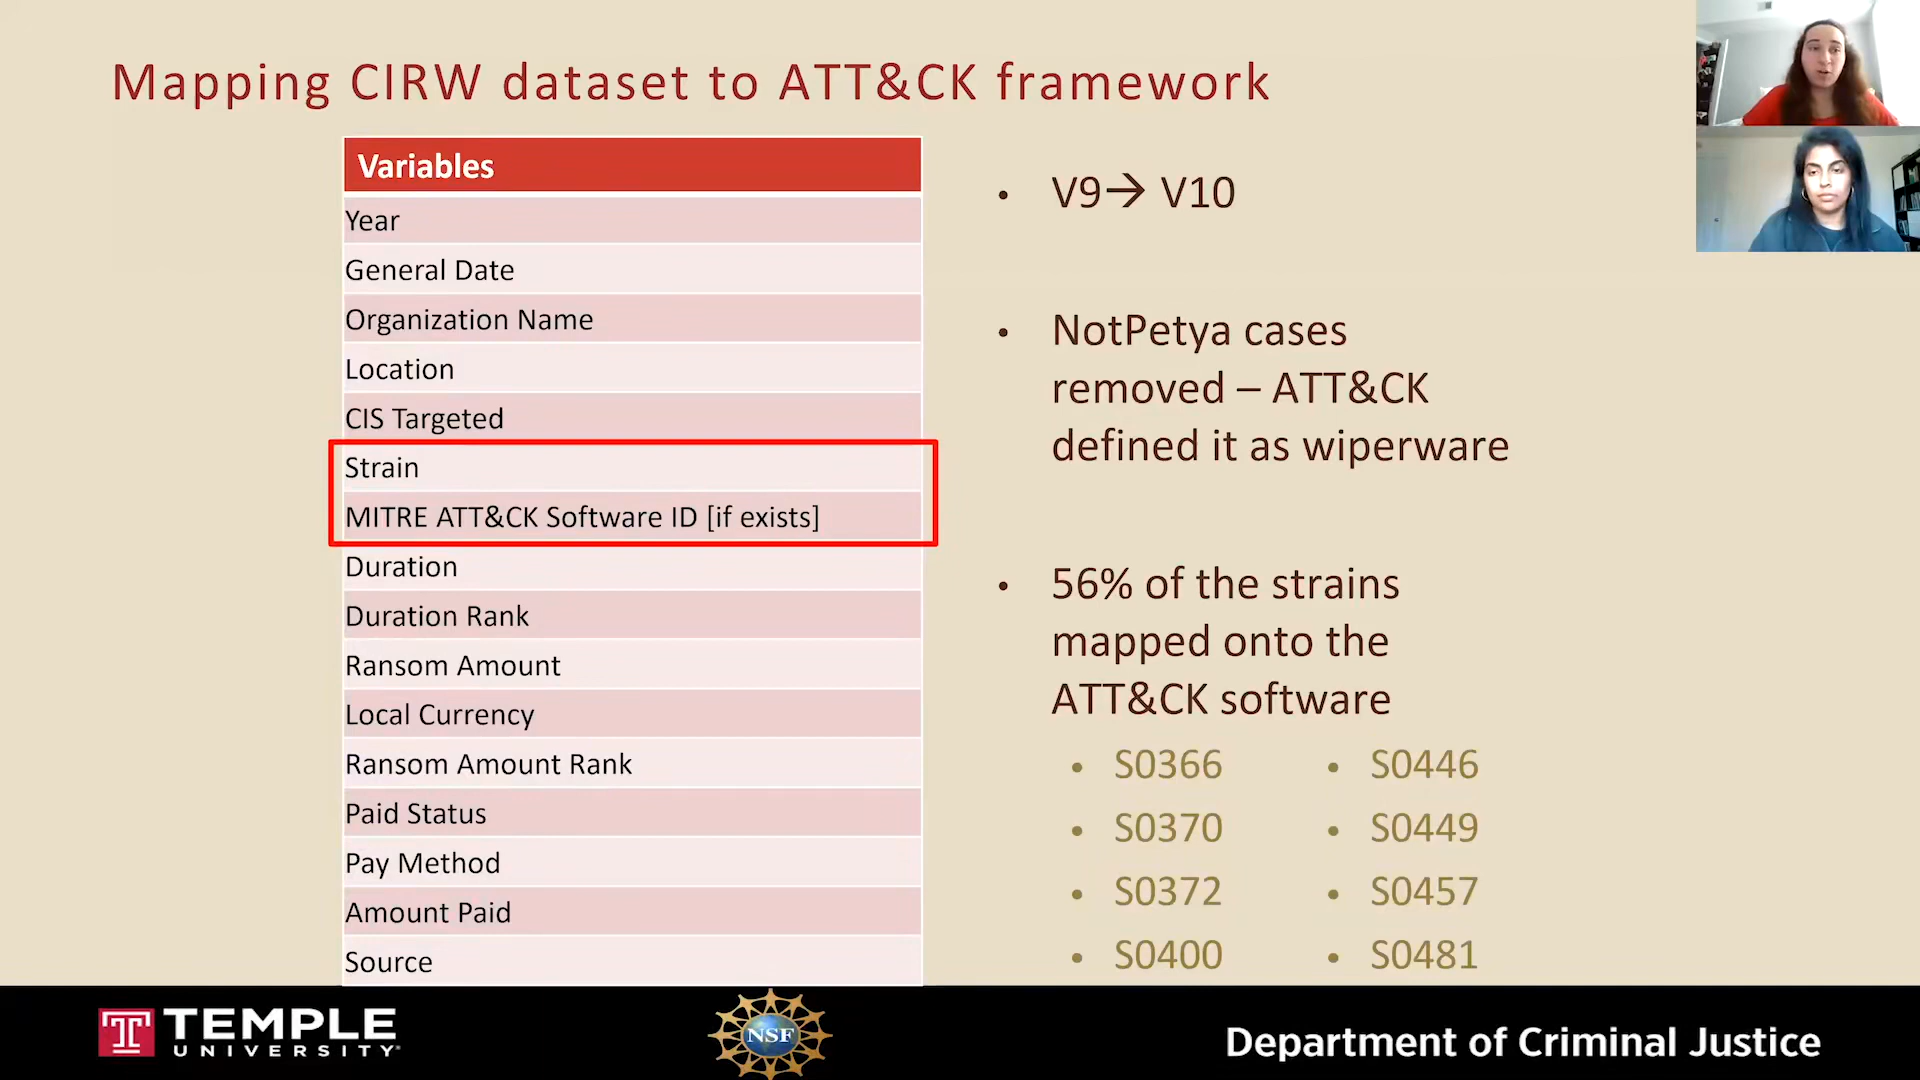 Mapping CIRW dataset to ATT&CK framework
Variables
Year
General Date
Organization Name
Location
CIS Targeted
Strain
MITRE ATT&CK Software ID [if exists]
Duration
Duration Rank
Ransom Amount
Local Currency
Ransom Amount Rank
Paid Status
Pay Method
Amount Paid
Source
• V9→ V10
• NotPetya cases
removed – ATT&CK
defined it as wiperware
• 56% of the strains
mapped onto the
ATT&CK software
• S0366
• S0370
• S0372
• S0400
• S0446
• S0449
• S0457
• S0481
TEMPLE
UNIVERSITY
NSF
Department of Criminal Justice